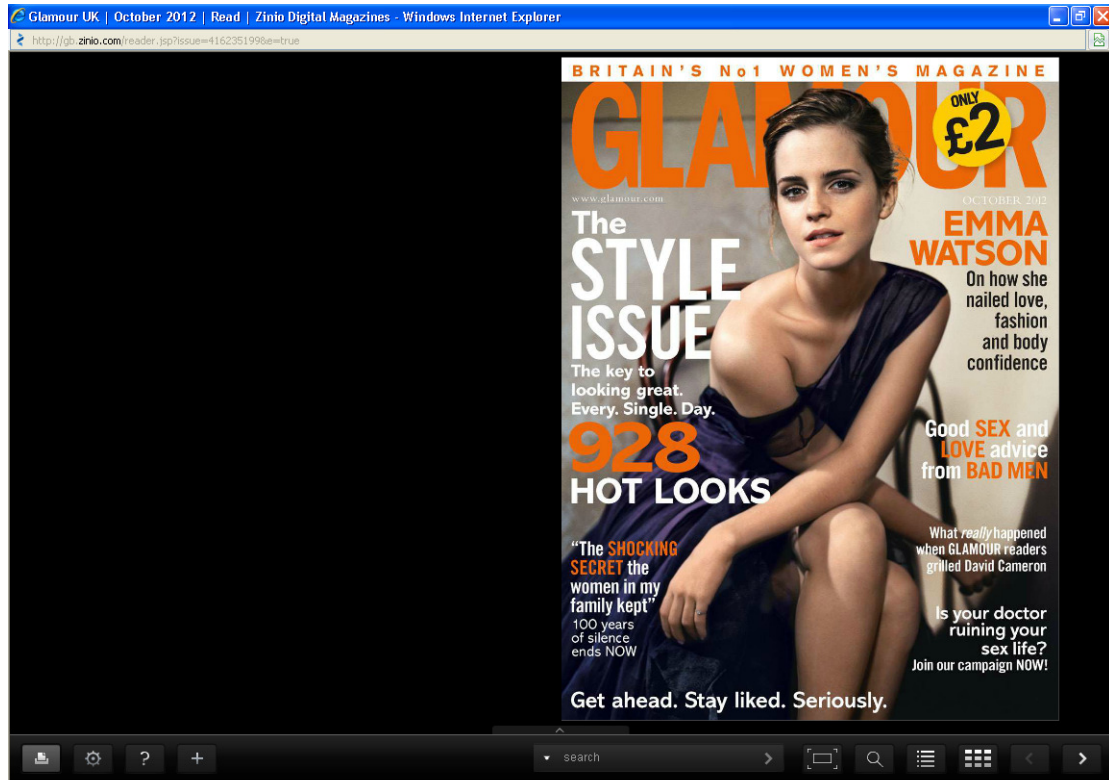 Glamour UK | October 2012 | Read | Zinio Digital Magazines - Windows Internet Explorer
http://gb.zinio.com/reader.jsp?issue=416235199&e=true
BRITAIN'S No1 WOMEN'S MAGAZINE
GLAMOUR
ONLY
£2
www.glamour.com
OCTOBER 2012
The
STYLE
ISSUE
The key to
looking great.
Every. Single. Day.
928
HOT LOOKS
"The SHOCKING
SECRET the
women in my
family kept"
100 years
of silence
ends NOW
EMMA
WATSON
On how she
nailed love,
fashion
and body
confidence
Good SEX and
LOVE advice
from BAD MEN
What really happened
when GLAMOUR readers
grilled David Cameron
Is your doctor
ruining your
sex life?
Join our campaign NOW!
Get ahead. Stay liked. Seriously.
search